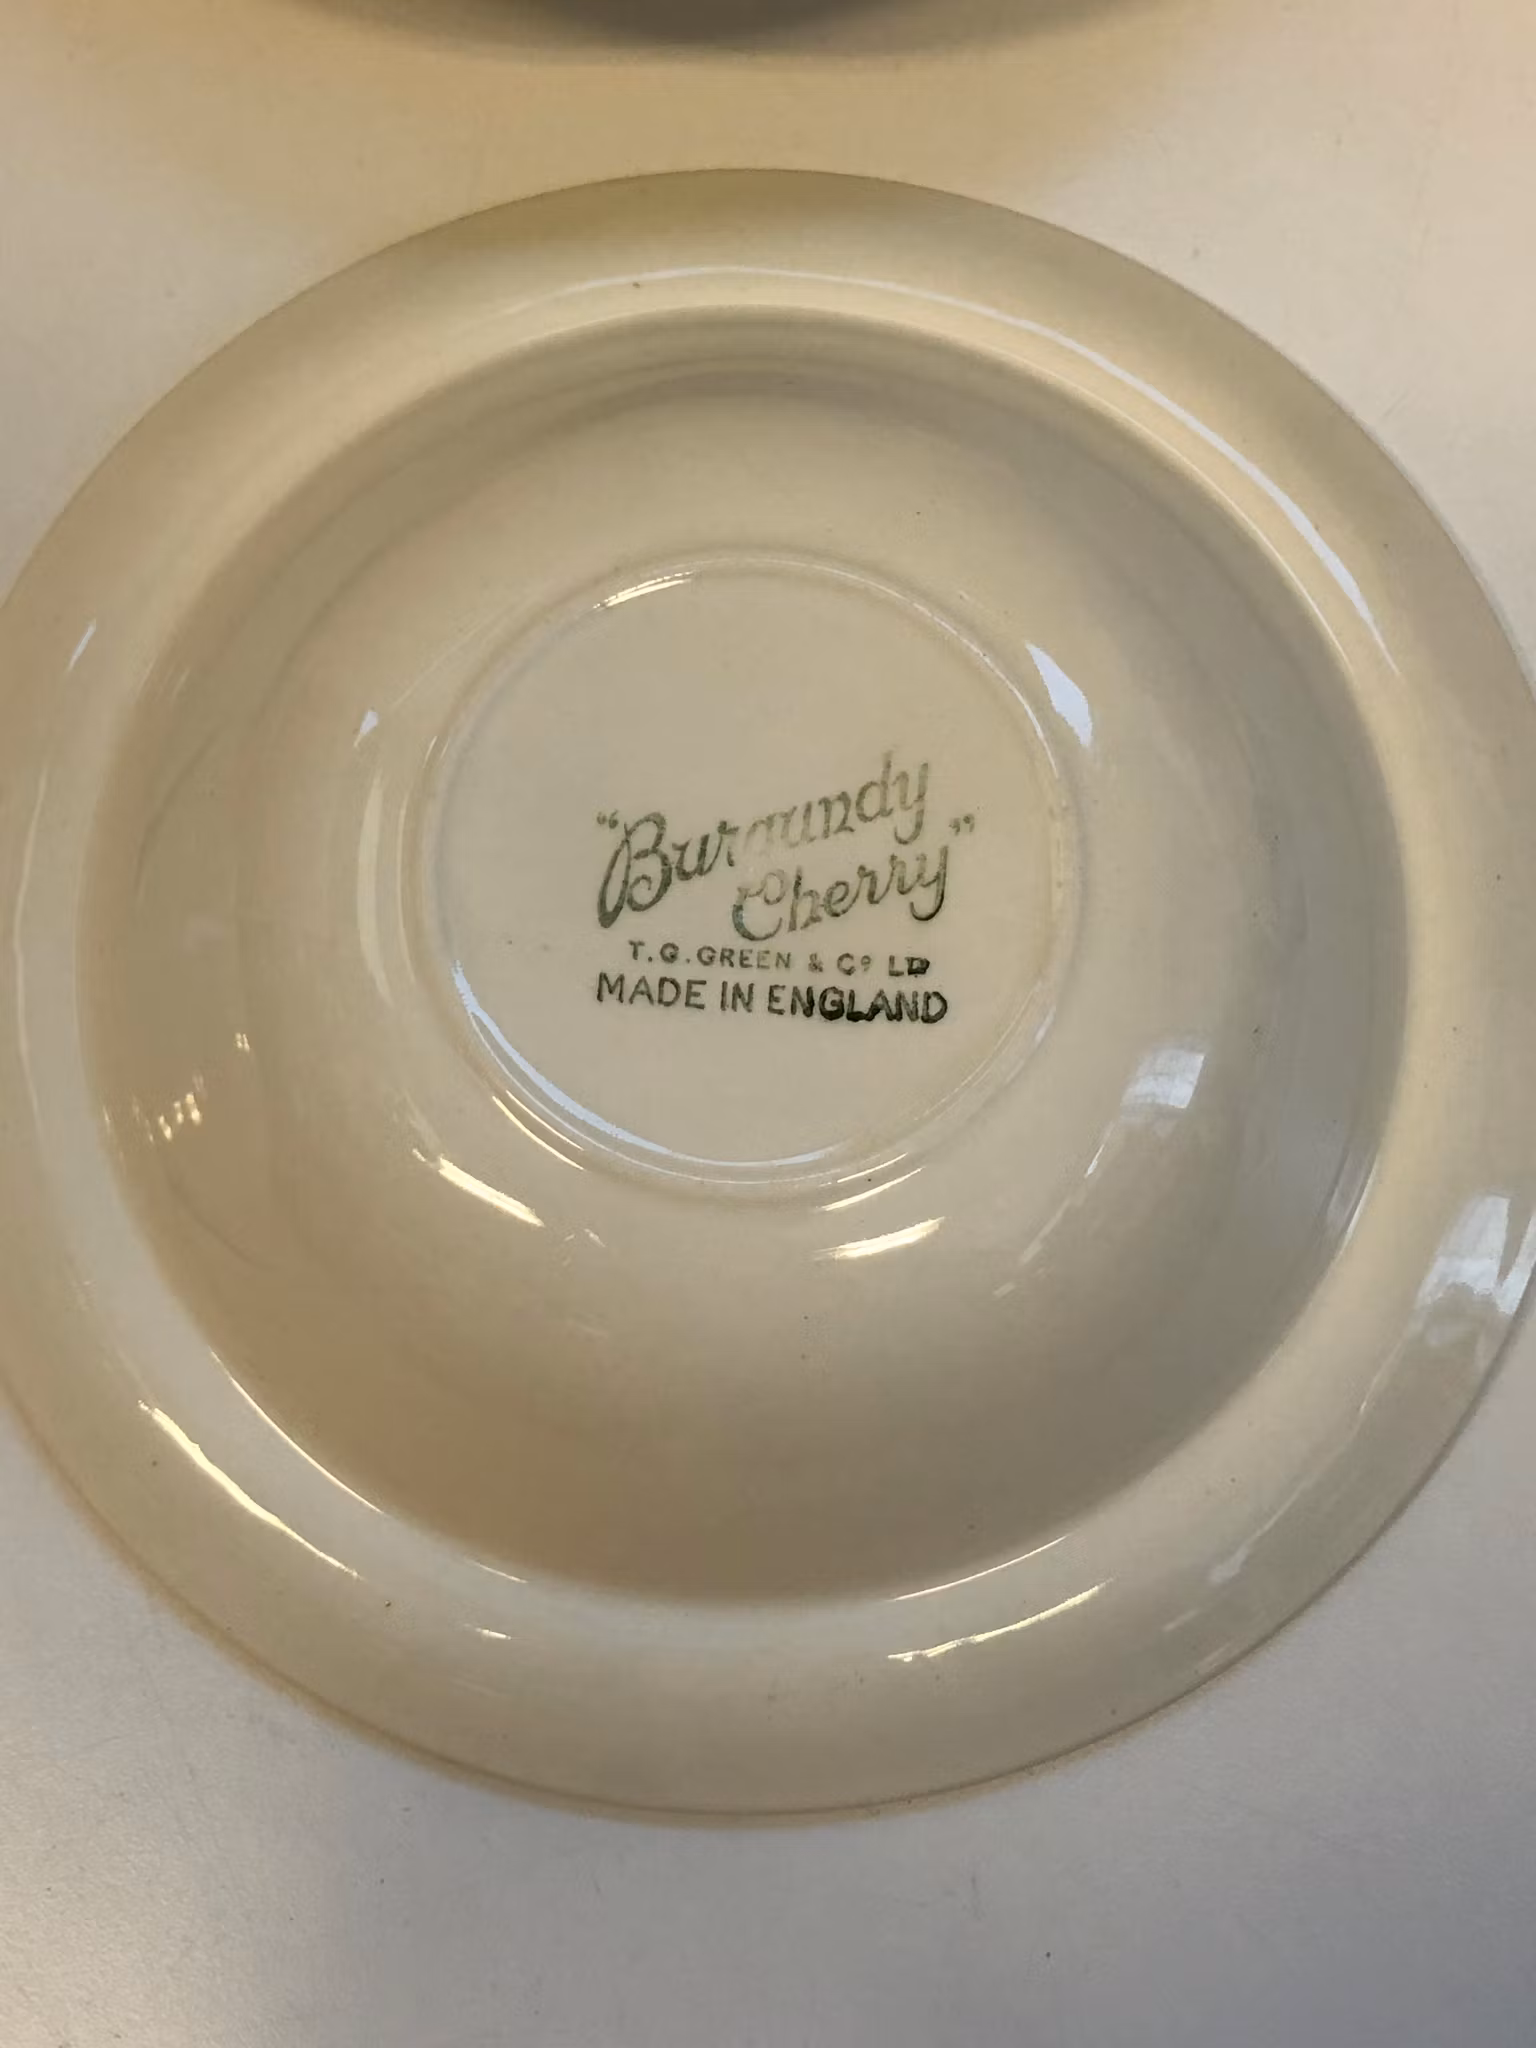 "Burgundy
Cherry"
T.G.GREEN & Cº LTD
MADE IN ENGLAND